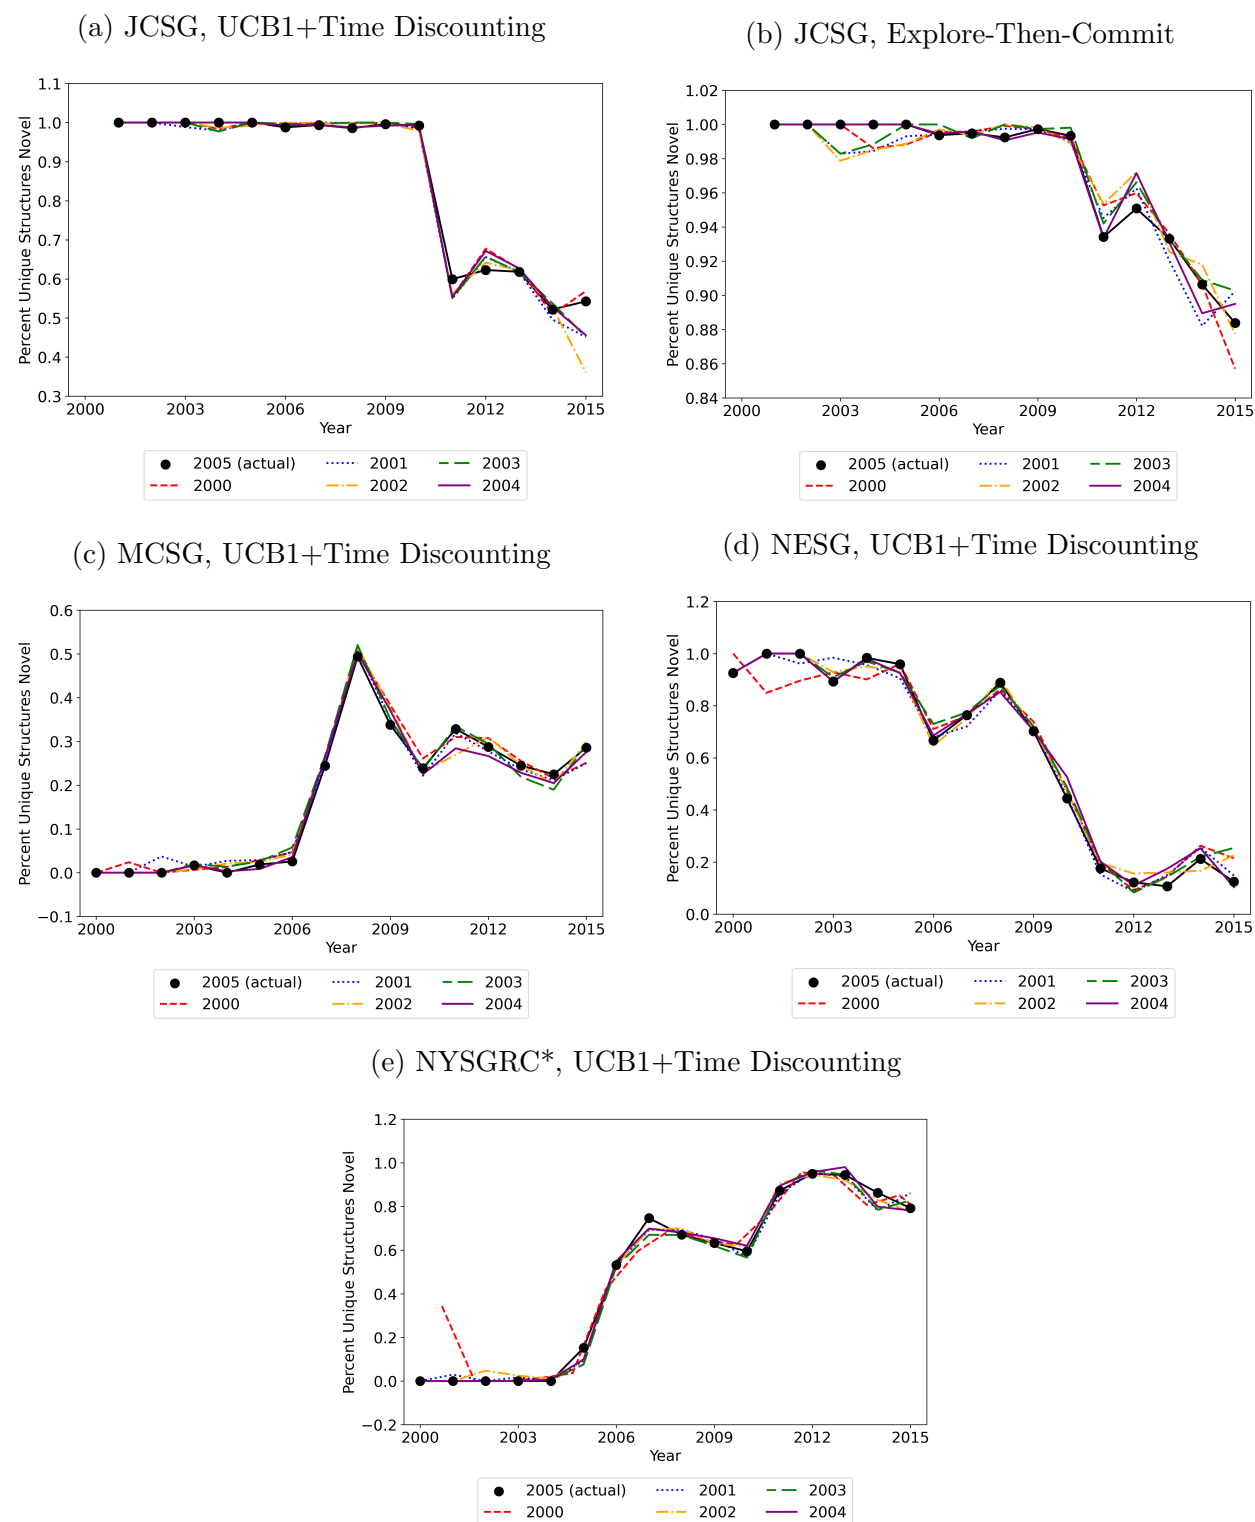 (a) JCSG, UCB1+Time Discounting
(b) JCSG, Explore-Then-Commit
1.1
1.0
0.9
0.8
0.7
0.6
0.5
0.4
0.3
Percent Unique Structures Novel
2000 2003 2006 2009 2012 2015
Year
2005 (actual) 2001 2003
2000 2002 2004
1.02
1.00
0.98
0.96
0.94
0.92
0.90
0.88
0.86
0.84
Percent Unique Structures Novel
2000 2003 2006 2009 2012 2015
Year
2005 (actual) 2001 2003
2000 2002 2004
(c) MCSG, UCB1+Time Discounting
(d) NESG, UCB1+Time Discounting
0.6
0.5
0.4
0.3
0.2
0.1
0.0
−0.1
Percent Unique Structures Novel
2000 2003 2006 2009 2012 2015
Year
2005 (actual) 2001 2003
2000 2002 2004
1.2
1.0
0.8
0.6
0.4
0.2
0.0
Percent Unique Structures Novel
2000 2003 2006 2009 2012 2015
Year
2005 (actual) 2001 2003
2000 2002 2004
(e) NYSGRC*, UCB1+Time Discounting
1.2
1.0
0.8
0.6
0.4
0.2
0.0
−0.2
Percent Unique Structures Novel
2000 2003 2006 2009 2012 2015
Year
2005 (actual) 2001 2003
2000 2002 2004